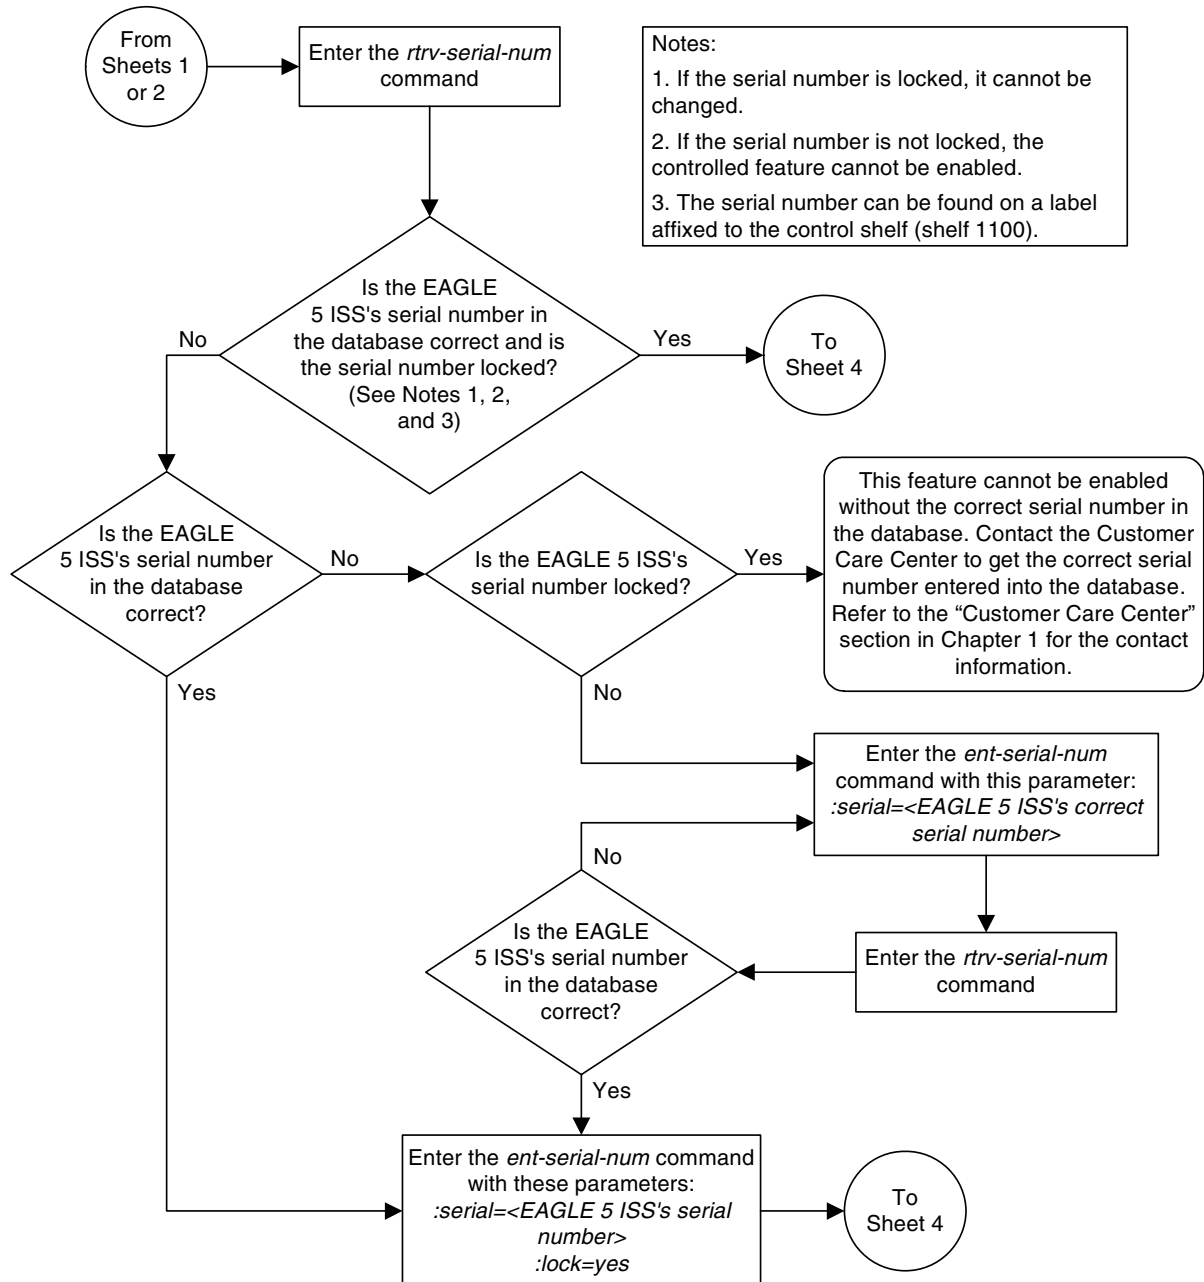 From
Sheets 1
or 2
Enter the rtrv-serial-num
command
Notes:
1. If the serial number is locked, it cannot be
changed.
2. If the serial number is not locked, the
controlled feature cannot be enabled.
3. The serial number can be found on a label
affixed to the control shelf (shelf 1100).
Is the EAGLE
5 ISS's serial number in
the database correct and is
the serial number locked?
(See Notes 1, 2,
and 3)
No
Yes
To
Sheet 4
Is the EAGLE
5 ISS's serial number
in the database
correct?
No
Yes
Is the EAGLE 5 ISS's
serial number locked?
Yes
No
This feature cannot be enabled
without the correct serial number in
the database. Contact the Customer
Care Center to get the correct serial
number entered into the database.
Refer to the “Customer Care Center”
section in Chapter 1 for the contact
information.
Enter the ent-serial-num
command with this parameter:
:serial=<EAGLE 5 ISS's correct
serial number>
Enter the rtrv-serial-num
command
No
Is the EAGLE
5 ISS's serial number
in the database
correct?
Yes
Enter the ent-serial-num command
with these parameters:
:serial=<EAGLE 5 ISS's serial
number>
:lock=yes
To
Sheet 4